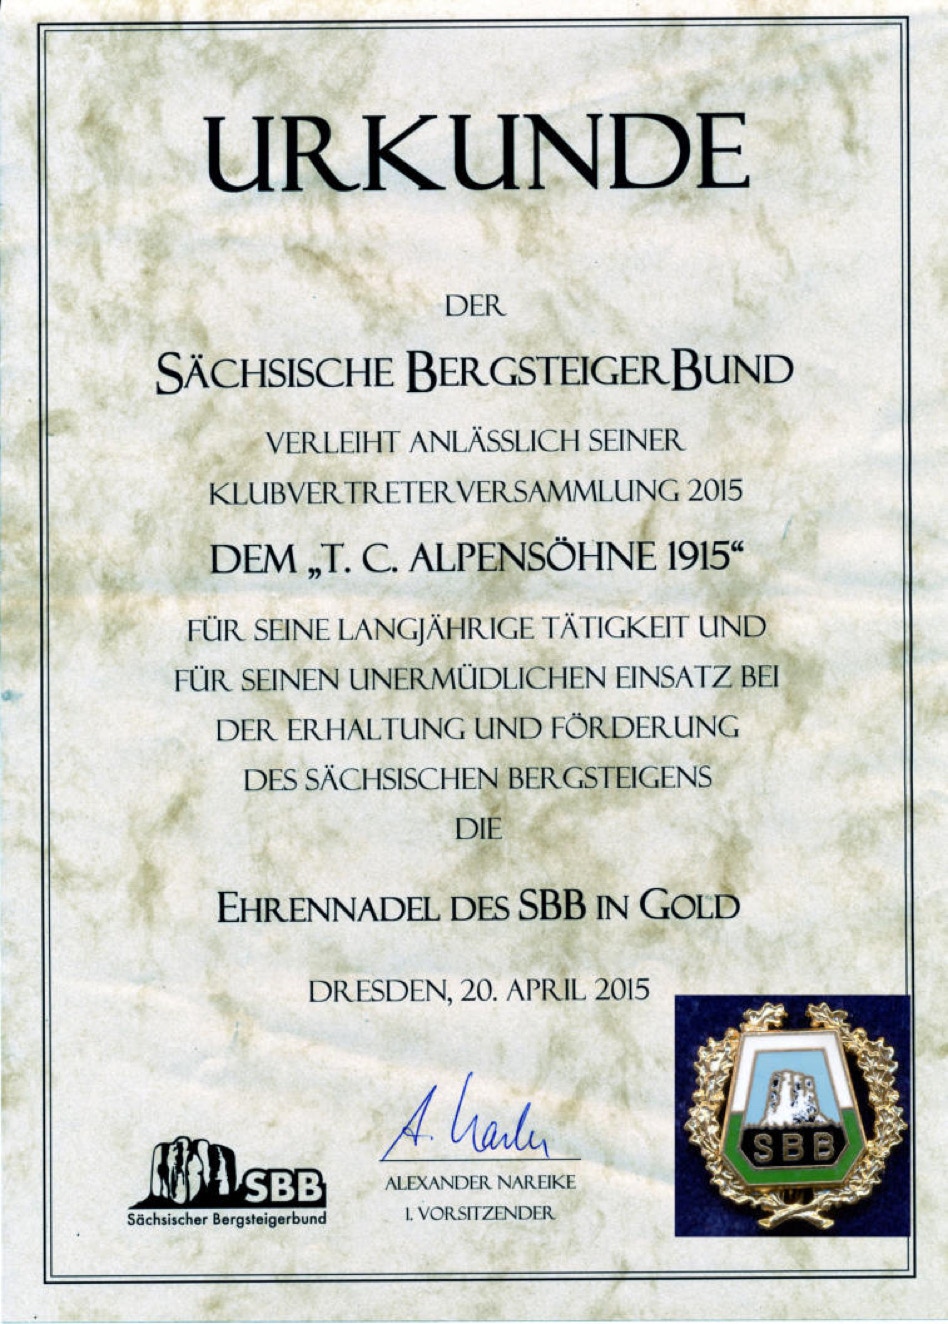 URKUNDE
DER
SÄCHSISCHE BERGSTEIGERBUND
VERLEIHT ANLÄSSLICH SEINER
KLUBVERTRETERVERSAMMLUNG 2015
DEM „T. C. ALPENSÖHNE 1915“
FÜR SEINE LANGJÄHRIGE TÄTIGKEIT UND
FÜR SEINEN UNERMÜDLICHEN EINSATZ BEI
DER ERHALTUNG UND FÖRDERUNG
DES SÄCHSISCHEN BERGSTEIGENS
DIE
EHRENNADEL DES SBB IN GOLD
DRESDEN, 20. APRIL 2015
SBB
A. Nareike
SBB
Sächsischer Bergsteigerbund
ALEXANDER NAREIKE
1. VORSITZENDER